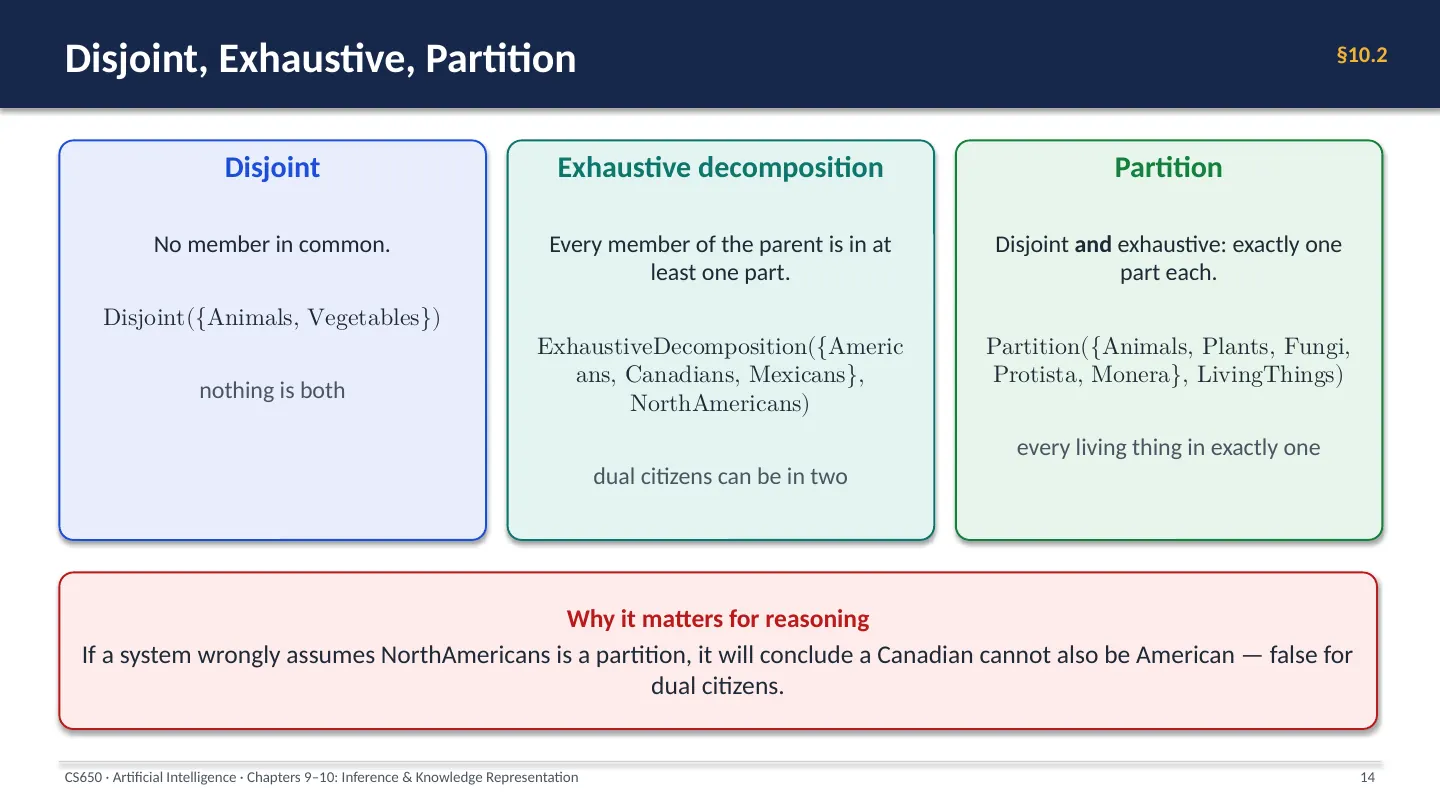 Disjoint, Exhaustive, Partition
§10.2
Disjoint
No member in common.
Disjoint({Animals, Vegetables})
nothing is both
Exhaustive decomposition
Every member of the parent is in at
least one part.
ExhaustiveDecomposition({Americ
ans, Canadians, Mexicans},
NorthAmericans)
dual citizens can be in two
Partition
Disjoint and exhaustive: exactly one
part each.
Partition({Animals, Plants, Fungi,
Protista, Monera}, LivingThings)
every living thing in exactly one
Why it matters for reasoning
If a system wrongly assumes NorthAmericans is a partition, it will conclude a Canadian cannot also be American — false for
dual citizens.
CS650 · Artificial Intelligence · Chapters 9–10: Inference & Knowledge Representation
14